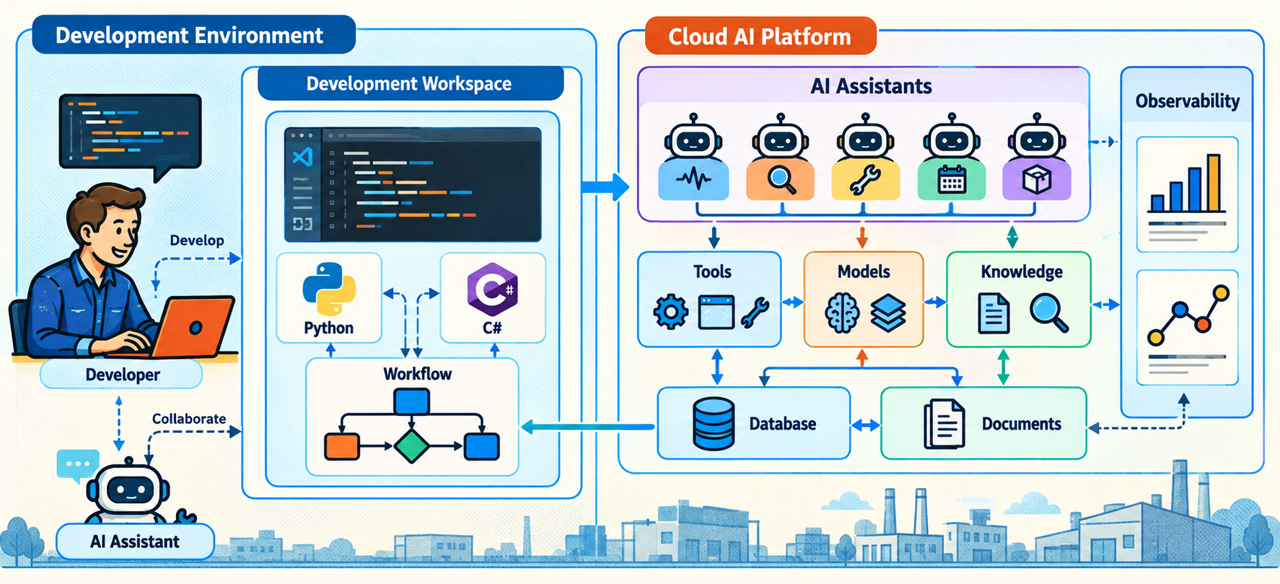 Development Environment
Development Workspace
Develop
Python
C#
Workflow
Developer
Collaborate
AI Assistant
Cloud AI Platform
AI Assistants
Observability
Tools
Models
Knowledge
Database
Documents